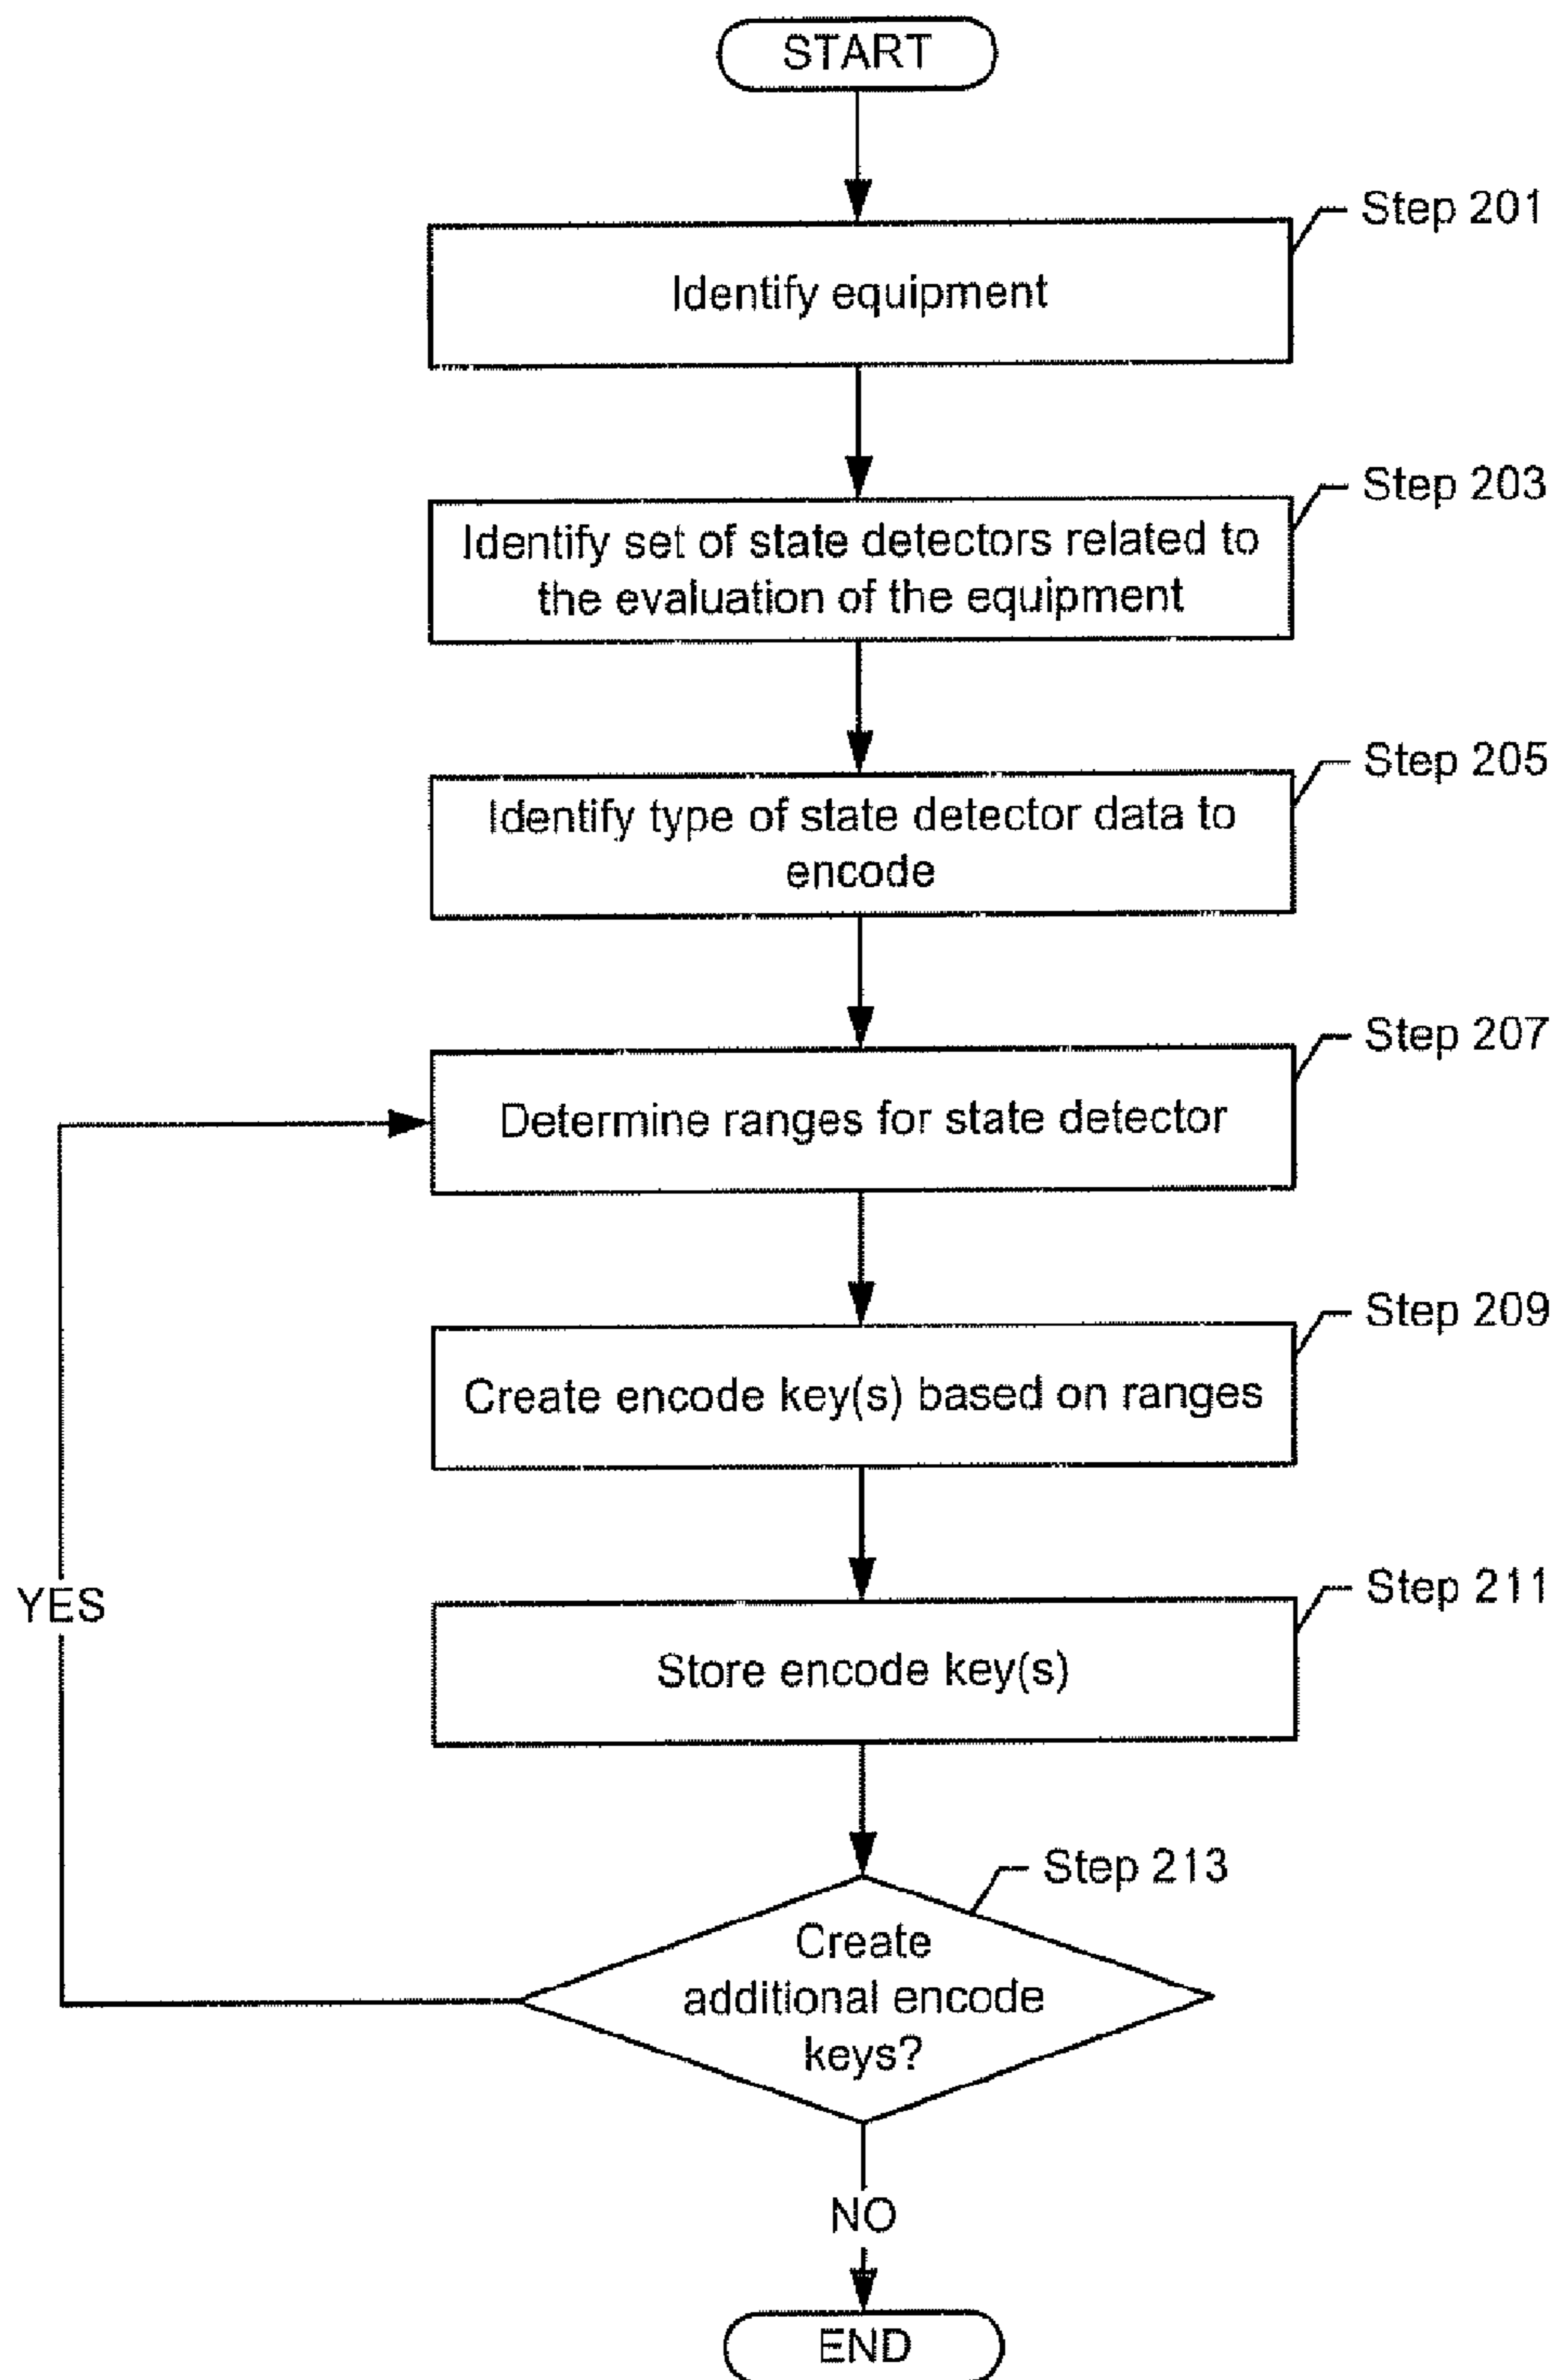 START
Step 201
Identify equipment
Step 203
Identify set of state detectors related to
the evaluation of the equipment
Step 205
Identify type of state detector data to
encode
Step 207
Determine ranges for state detector
Step 209
Create encode key(s) based on ranges
Step 211
YES
Store encode key(s)
Step 213
Create
additional encode
keys?
NO
END